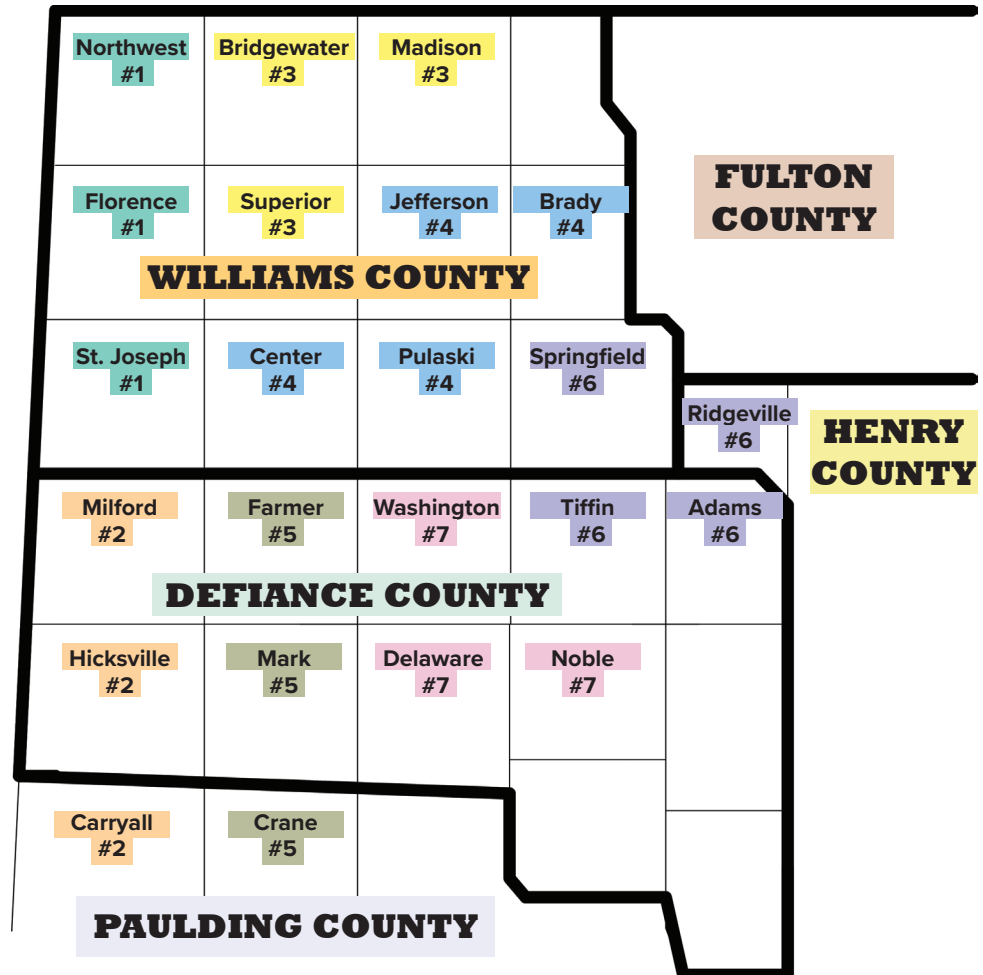 Northwest
#1
Bridgewater
#3
Madison
#3
FULTON
COUNTY
Florence
#1
Superior
#3
Jefferson
#4
Brady
#4
WILLIAMS COUNTY
St. Joseph
#1
Center
#4
Pulaski
#4
Springfield
#6
Ridgeville
#6
HENRY
COUNTY
Milford
#2
Farmer
#5
Washington
#7
Tiffin
#6
Adams
#6
DEFIANCE COUNTY
Hicksville
#2
Mark
#5
Delaware
#7
Noble
#7
Carryall
#2
Crane
#5
PAULDING COUNTY